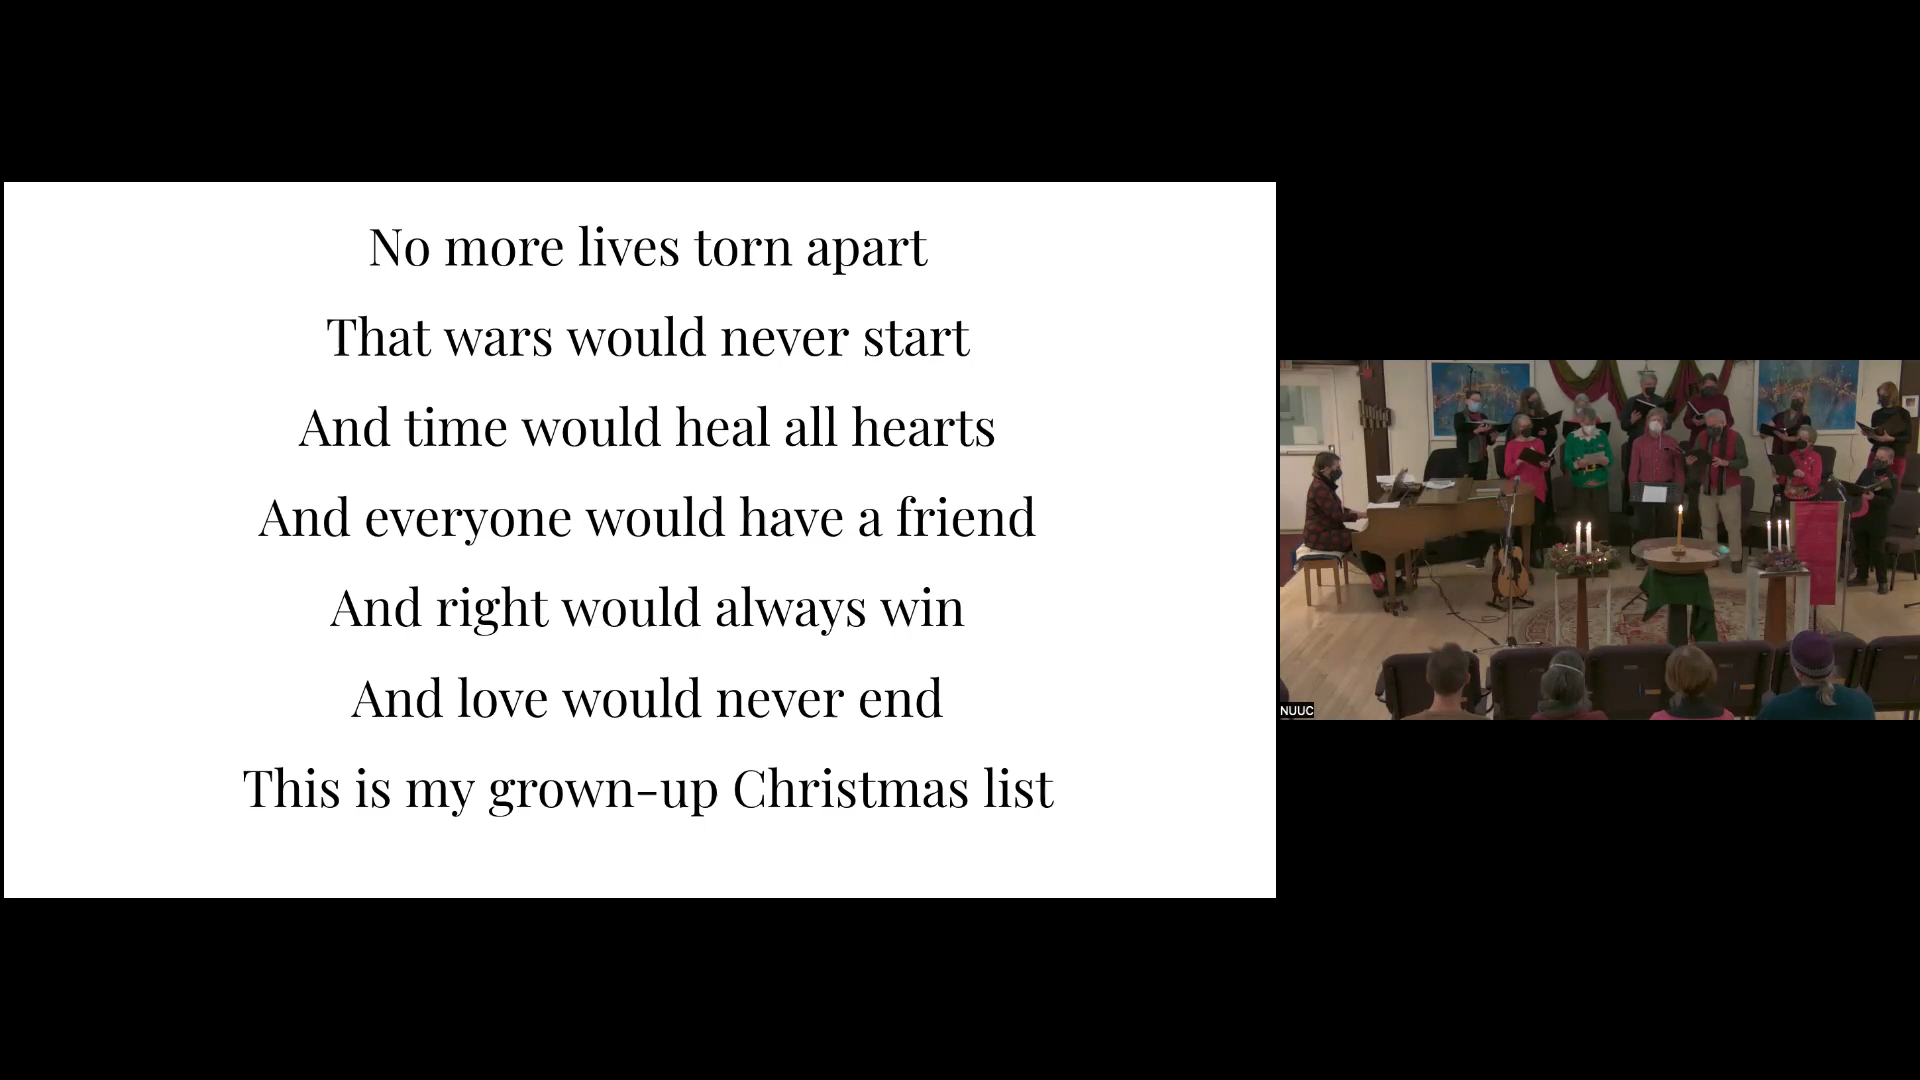 No more lives torn apart
That wars would never start
And time would heal all hearts
And everyone would have a friend
And right would always win
And love would never end
This is my grown-up Christmas list
NUUC